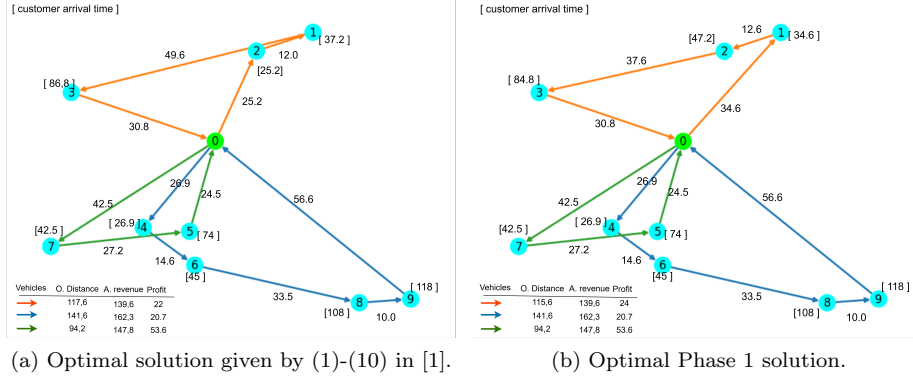 [ customer arrival time ]
1
[ 37.2 ]
2
12.0
[25.2]
49.6
[ 86.8 ]
3
25.2
30.8
0
26.9
24.5
56.6
42.5
[42.5 ]
7
27.2
[ 26.9 ]
4
5
[ 74 ]
14.6
6
[45]
33.5
[ 118 ]
8
9
[108]
10.0
Vehicles O. Distance A. revenue Profit
117,6 139,6 22
141,6 162,3 20.7
94,2 147,8 53.6
(a) Optimal solution given by (1)-(10) in [1].
[ customer arrival time ]
12.6
1
[ 34.6 ]
[47.2]
2
37.6
[ 84.8 ]
3
34.6
30.8
0
26.9
24.5
56.6
42.5
[42.5 ]
7
27.2
[ 26.9 ]
4
5
[ 74 ]
14.6
6
[45]
33.5
[ 118 ]
8
9
[108]
10.0
Vehicles O. Distance A. revenue Profit
115,6 139,6 24
141,6 162,3 20.7
94,2 147,8 53.6
(b) Optimal Phase 1 solution.